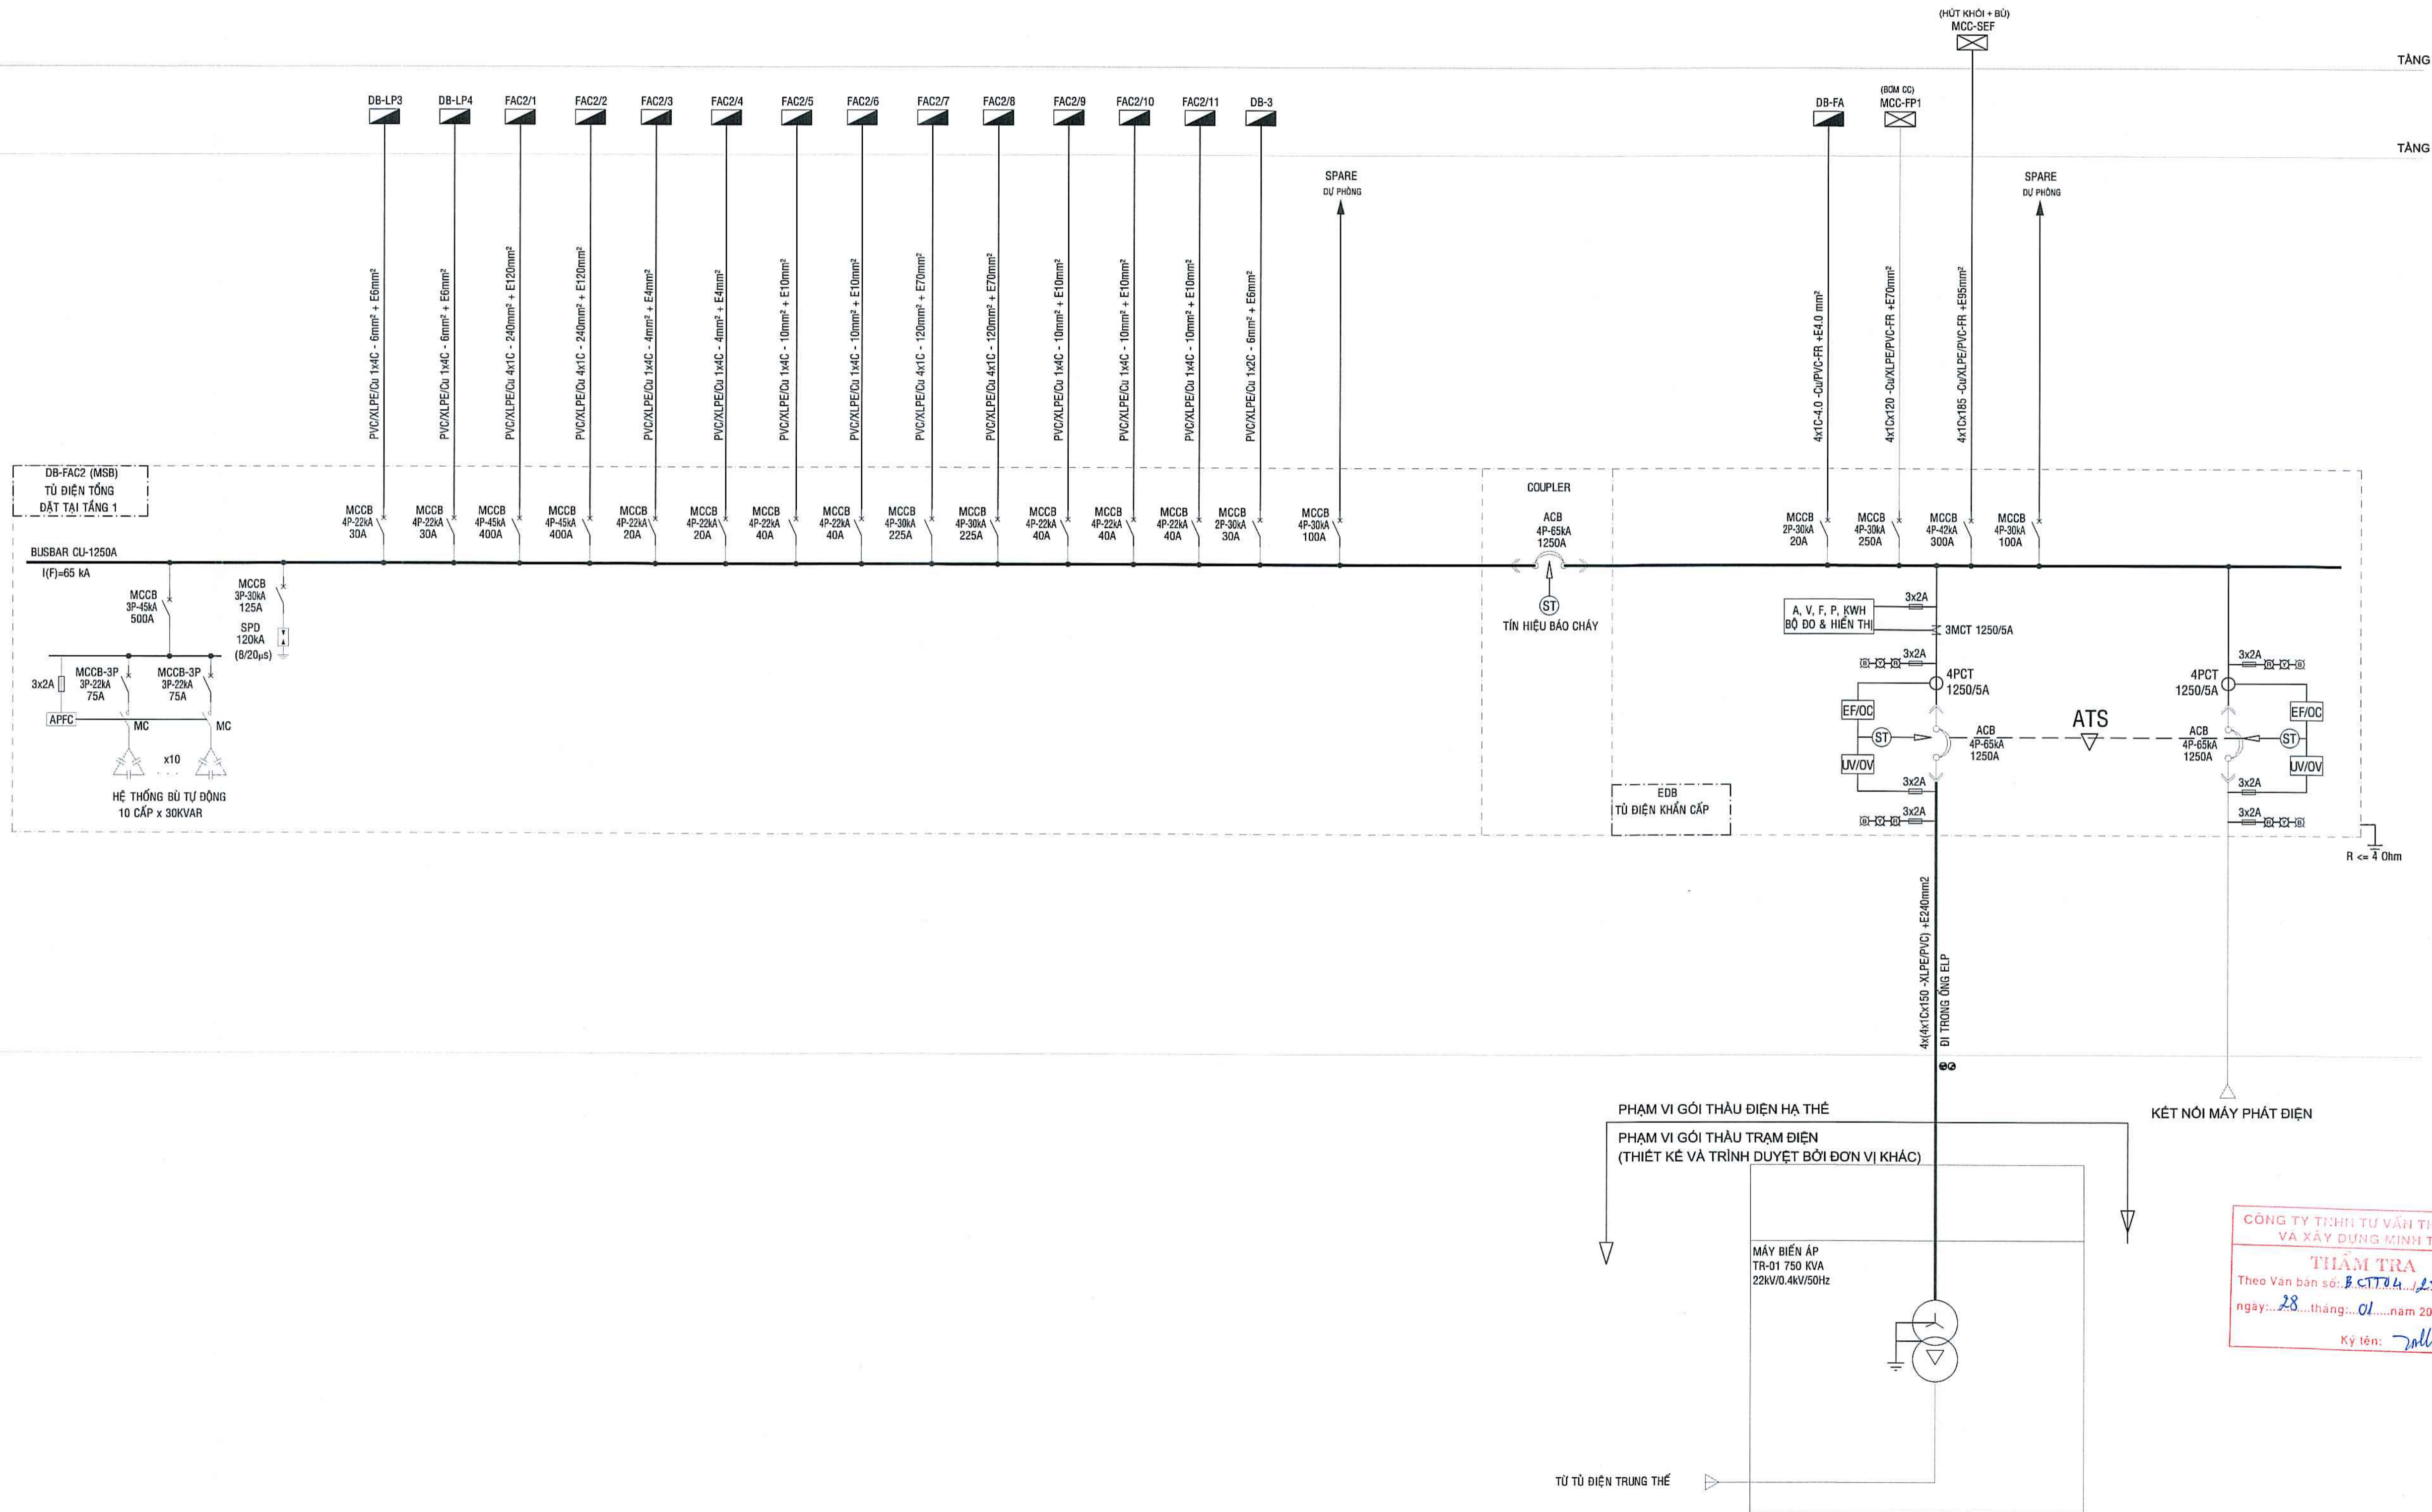 (HÚT KHÓI + BÙ)
MCC-SEF
TẦNG
DB-LP3
DB-LP4
FAC2/1
FAC2/2
FAC2/3
FAC2/4
FAC2/5
FAC2/6
FAC2/7
FAC2/8
FAC2/9
FAC2/10
FAC2/11
DB-3
DB-FA
(BƠM CC)
MCC-FP1
TẦNG
SPARE
DỰ PHÒNG
SPARE
DỰ PHÒNG
PVC/XLPE/Cu 1x4C - 6mm² + E6mm²
PVC/XLPE/Cu 1x4C - 6mm² + E6mm²
PVC/XLPE/Cu 4x1C - 240mm² + E120mm²
PVC/XLPE/Cu 4x1C - 240mm² + E120mm²
PVC/XLPE/Cu 1x4C - 4mm² + E4mm²
PVC/XLPE/Cu 1x4C - 4mm² + E4mm²
PVC/XLPE/Cu 1x4C - 10mm² + E10mm²
PVC/XLPE/Cu 1x4C - 10mm² + E10mm²
PVC/XLPE/Cu 4x1C - 120mm² + E70mm²
PVC/XLPE/Cu 4x1C - 120mm² + E70mm²
PVC/XLPE/Cu 1x4C - 10mm² + E10mm²
PVC/XLPE/Cu 1x4C - 10mm² + E10mm²
PVC/XLPE/Cu 1x4C - 10mm² + E10mm²
PVC/XLPE/Cu 1x2C - 6mm² + E6mm²
4x1C-4.0 -Cu/PVC-FR +E4.0 mm²
4x1Cx120 -Cu/XLPE/PVC-FR +E70mm²
4x1Cx185 -Cu/XLPE/PVC-FR +E95mm²
DB-FAC2 (MSB)
TỦ ĐIỆN TỔNG
ĐẶT TẠI TẦNG 1
MCCB
4P-22kA
30A
MCCB
4P-22kA
30A
MCCB
4P-45kA
400A
MCCB
4P-45kA
400A
MCCB
4P-22kA
20A
MCCB
4P-22kA
20A
MCCB
4P-22kA
40A
MCCB
4P-22kA
40A
MCCB
4P-30kA
225A
MCCB
4P-30kA
225A
MCCB
4P-22kA
40A
MCCB
4P-22kA
40A
MCCB
4P-22kA
40A
MCCB
2P-30kA
30A
MCCB
4P-30kA
100A
COUPLER
ACB
4P-65kA
1250A
MCCB
2P-30kA
20A
MCCB
4P-30kA
250A
MCCB
4P-42kA
300A
MCCB
4P-30kA
100A
BUSBAR CU-1250A
I(F)=65 kA
MCCB
3P-45kA
500A
MCCB
3P-30kA
125A
SPD
120kA
(8/20µs)
ST
TÍN HIỆU BÁO CHÁY
3x2A
MCCB-3P
3P-22kA
75A
MCCB-3P
3P-22kA
75A
APFC
MC
MC
x10
HỆ THỐNG BÙ TỰ ĐỘNG
10 CẤP x 30KVAR
A, V, F, P, KWH
BỘ ĐO & HIỂN THỊ
3x2A
3MCT 1250/5A
3x2A
4PCT
1250/5A
EF/OC
ST
UV/OV
ACB
4P-65kA
1250A
3x2A
3x2A
ATS
3x2A
4PCT
1250/5A
EF/OC
ACB
4P-65kA
1250A
ST
UV/OV
3x2A
3x2A
EDB
TỦ ĐIỆN KHẨN CẤP
R <= 4 Ohm
4x(4x1Cx150 -XLPE/PVC) +E240mm2
ĐI TRONG ỐNG ELP
PHẠM VI GÓI THẦU ĐIỆN HẠ THẾ
PHẠM VI GÓI THẦU TRẠM ĐIỆN
(THIẾT KẾ VÀ TRÌNH DUYỆT BỞI ĐƠN VỊ KHÁC)
KẾT NỐI MÁY PHÁT ĐIỆN
MÁY BIẾN ÁP
TR-01 750 KVA
22kV/0.4kV/50Hz
TỪ TỦ ĐIỆN TRUNG THẾ
CÔNG TY TNHH TƯ VẤN
VÀ XÂY DỰNG MINH
THẨM TRA
Theo Văn bản số: BCTT04
ngày: 28 tháng: 01 năm 20
Ký tên: